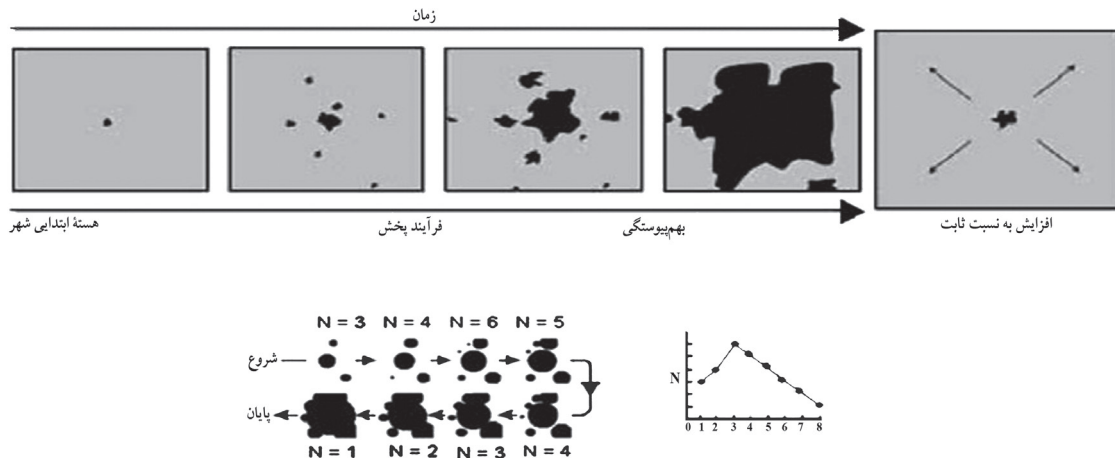 زمان
هستهٔ ابتدایی شهر
فرآیند پخش
بهم‌پیوستگی
افزایش به نسبت ثابت
N = 3 N = 4 N = 6 N = 5
شروع
پایان
N = 1 N = 2 N = 3 N = 4
N
0 1 2 3 4 5 6 7 8